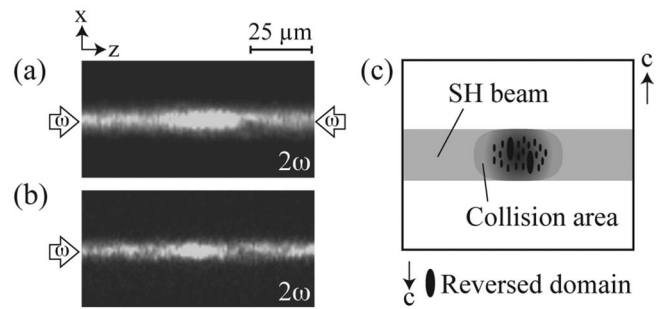 x
z
25 µm
(a)
ω
ω
2ω
(b)
ω
2ω
(c)
c
SH beam
Collision area
c
Reversed domain